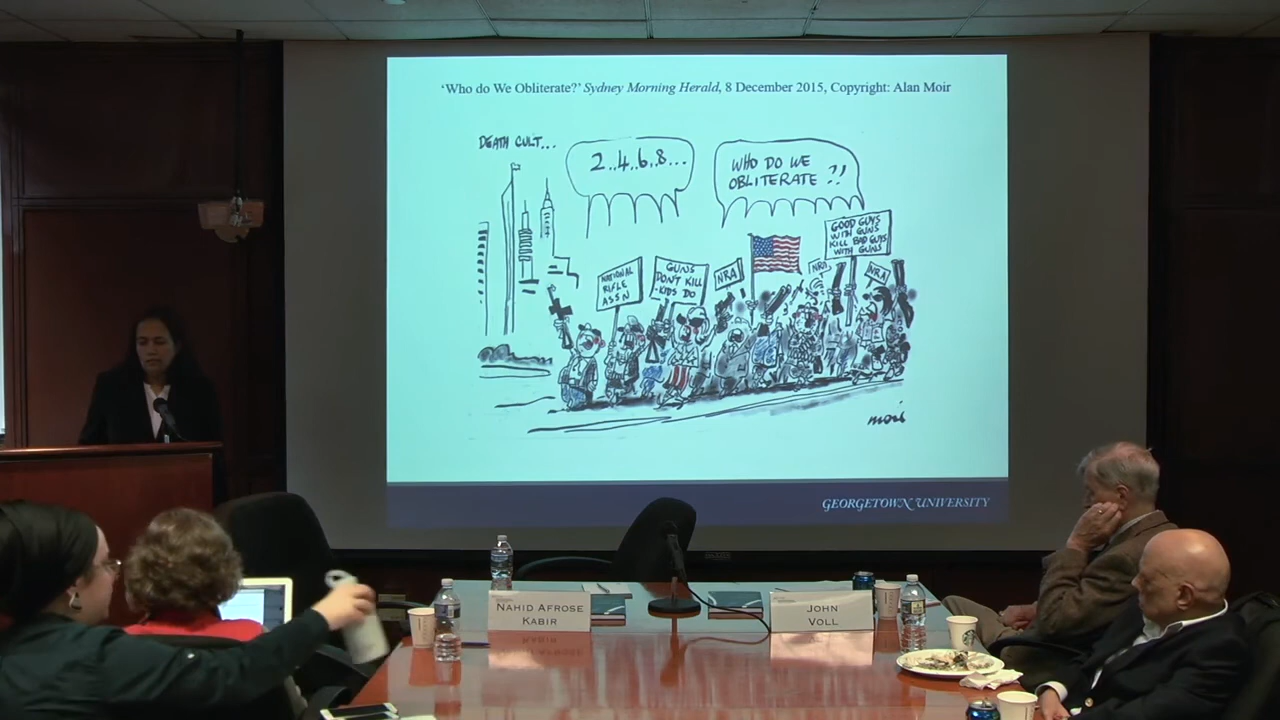 ‘Who do We Obliterate?’ Sydney Morning Herald, 8 December 2015, Copyright: Alan Moir
DEATH CULT...
2..4..6..8...
WHO DO WE
OBLITERATE?!
NATIONAL
RIFLE
ASSN
GUNS
DON'T KILL
-KIDS DO
NRA
NRA
GOOD GUYS
WITH GUNS
KILL BAD GUYS
WITH GUNS
NRA
moir
GEORGETOWN UNIVERSITY
NAHID AFROSE
KABIR
JOHN
VOLL